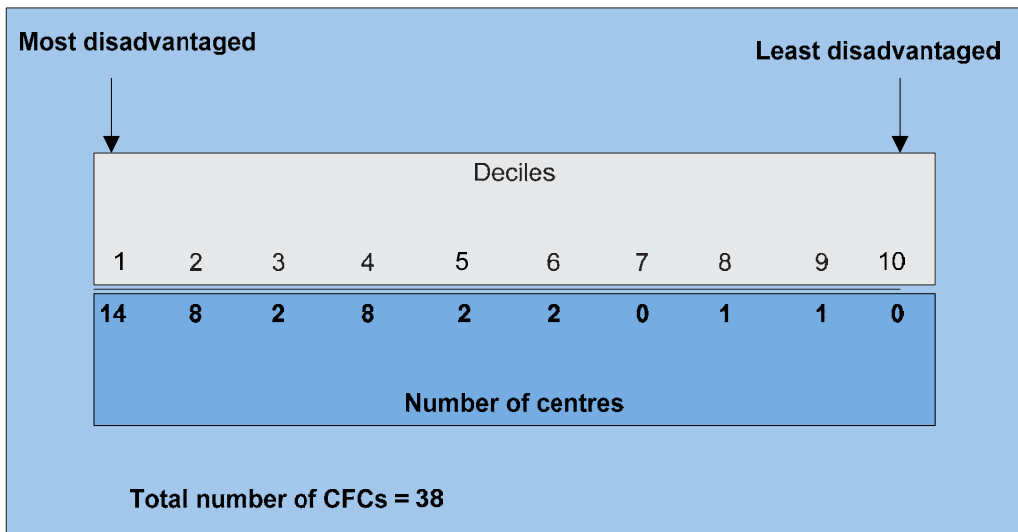 Most disadvantaged
Least disadvantaged
Deciles
1 2 3 4 5 6 7 8 9 10
14 8 2 8 2 2 0 1 1 0
Number of centres
Total number of CFCs = 38